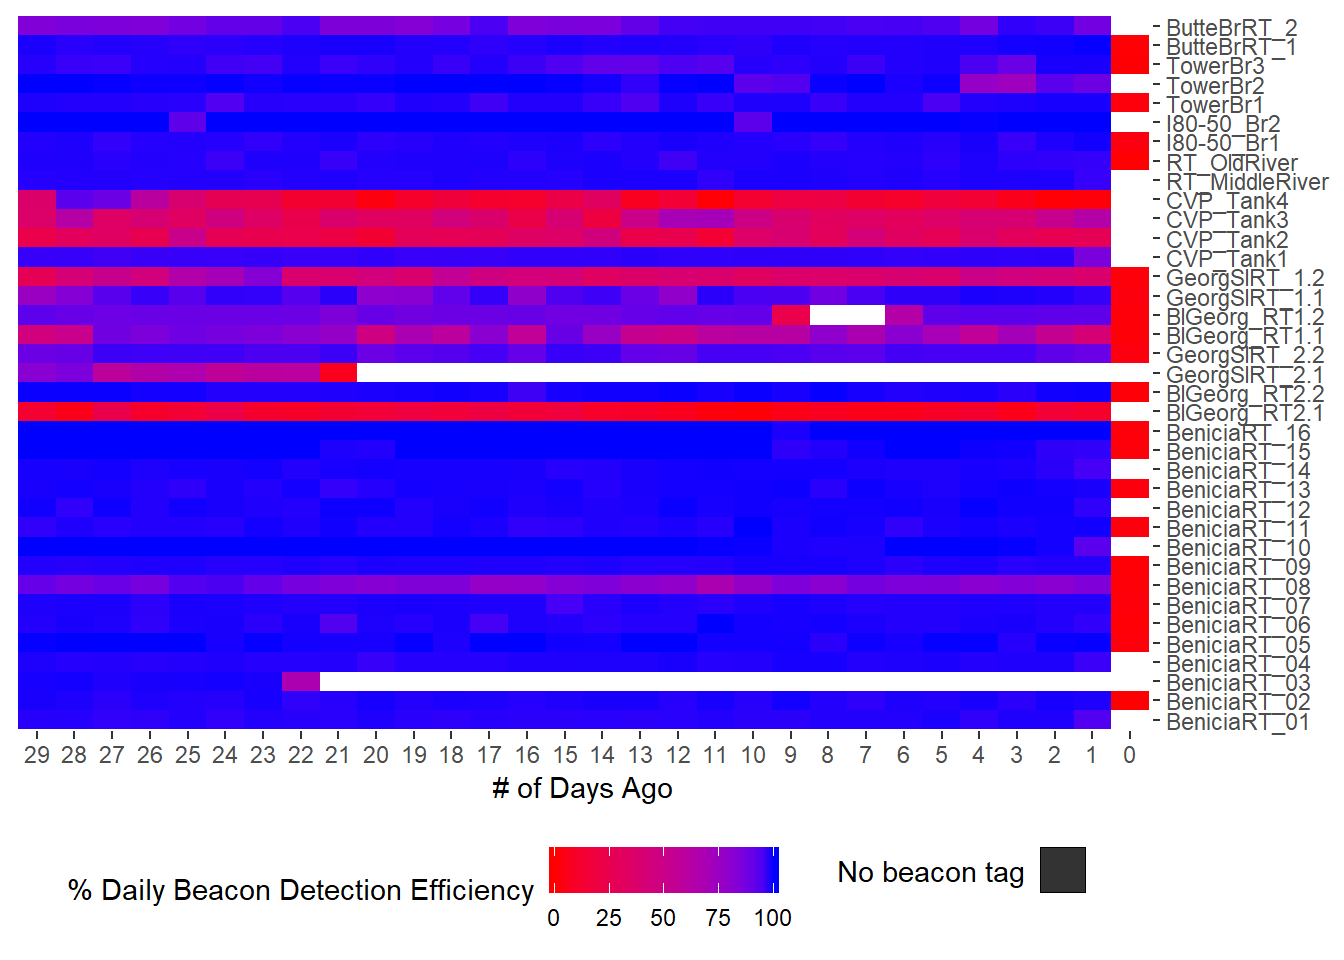 ButteBrRT_2
ButteBrRT_1
TowerBr3
TowerBr2
TowerBr1
I80-50_Br2
I80-50_Br1
RT_OldRiver
RT_MiddleRiver
CVP_Tank4
CVP_Tank3
CVP_Tank2
CVP_Tank1
GeorgSlRT_1.2
GeorgSlRT_1.1
BlGeorg_RT1.2
BlGeorg_RT1.1
GeorgSlRT_2.2
GeorgSlRT_2.1
BlGeorg_RT2.2
BlGeorg_RT2.1
BeniciaRT_16
BeniciaRT_15
BeniciaRT_14
BeniciaRT_13
BeniciaRT_12
BeniciaRT_11
BeniciaRT_10
BeniciaRT_09
BeniciaRT_08
BeniciaRT_07
BeniciaRT_06
BeniciaRT_05
BeniciaRT_04
BeniciaRT_03
BeniciaRT_02
BeniciaRT_01
29 28 27 26 25 24 23 22 21 20 19 18 17 16 15 14 13 12 11 10 9 8 7 6 5 4 3 2 1 0
# of Days Ago
% Daily Beacon Detection Efficiency
0 25 50 75 100
No beacon tag